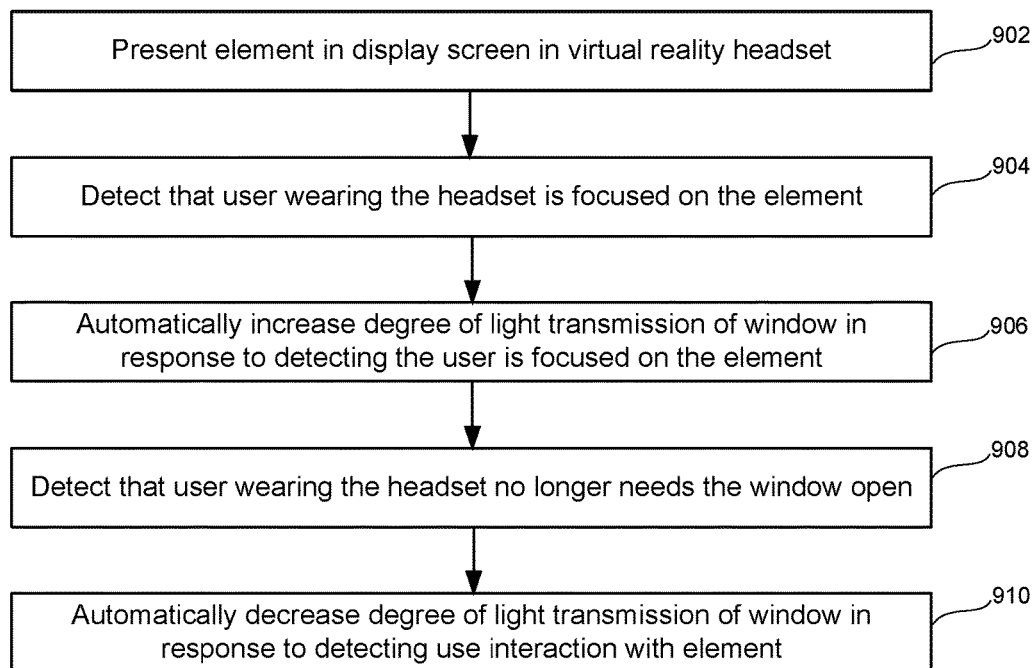 Present element in display screen in virtual reality headset
902
Detect that user wearing the headset is focused on the element
904
Automatically increase degree of light transmission of window in
response to detecting the user is focused on the element
906
Detect that user wearing the headset no longer needs the window open
908
Automatically decrease degree of light transmission of window in
response to detecting use interaction with element
910